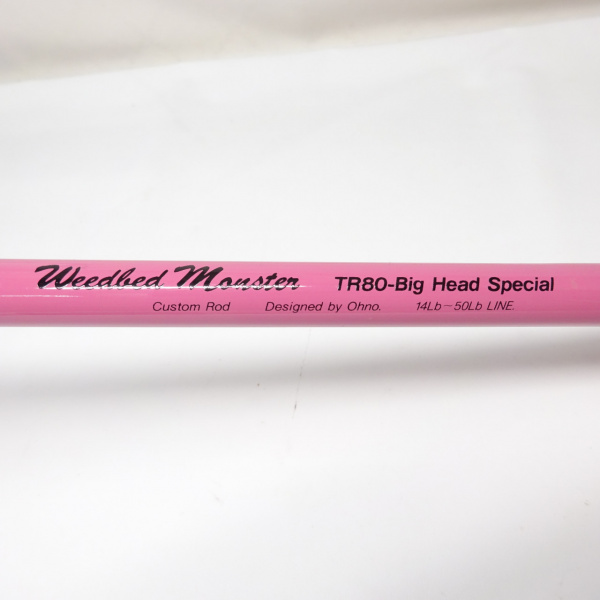 Weedbed Monster TR80-Big Head Special
Custom Rod Designed by Ohno. 14Lb~50Lb LINE.